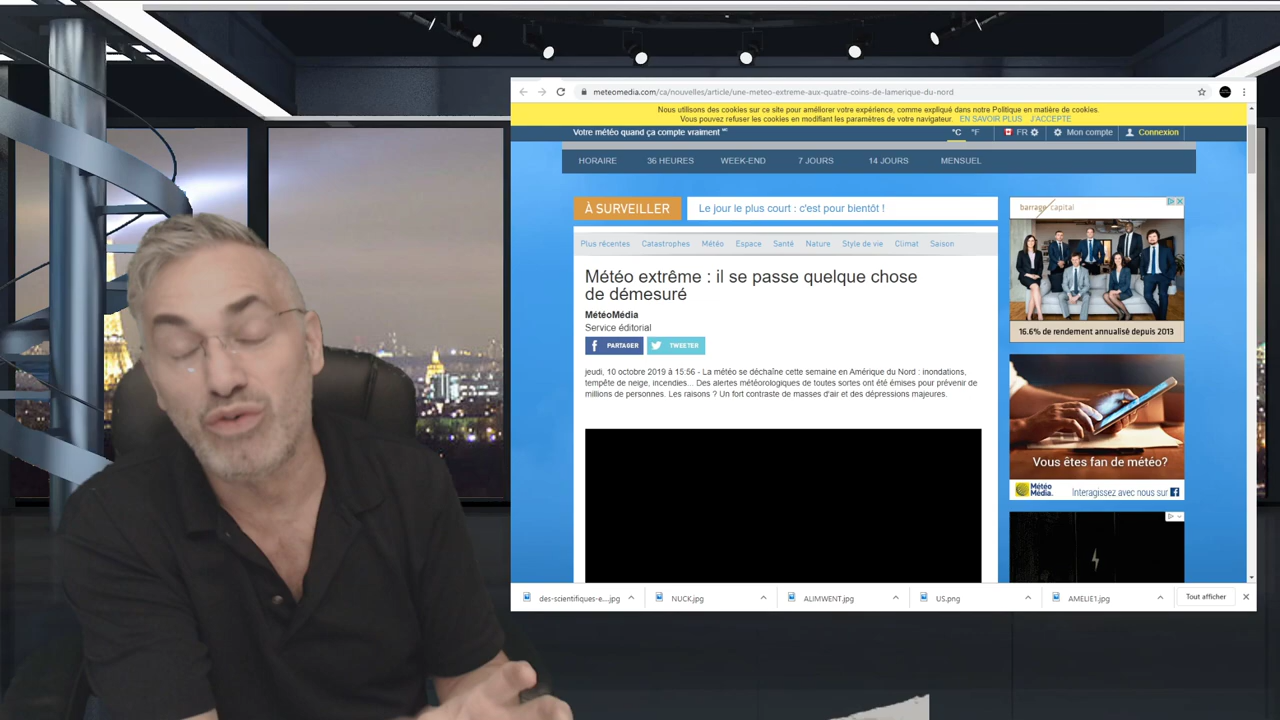 meteomedia.com/ca/nouvelles/article/une-meteo-extreme-aux-quatre-coins-de-lamerique-du-nord
Nous utilisons des cookies sur ce site pour améliorer votre expérience, comme expliqué dans notre Politique en matière de cookies.
Vous pouvez refuser les cookies en modifiant les paramètres de votre navigateur. EN SAVOIR PLUS J'ACCEPTE
Votre météo quand ça compte vraiment MC
°C °F FR Mon compte Connexion
HORAIRE 36 HEURES WEEK-END 7 JOURS 14 JOURS MENSUEL
À SURVEILLER Le jour le plus court : c'est pour bientôt !
Plus récentes Catastrophes Météo Espace Santé Nature Style de vie Climat Saison
Météo extrême : il se passe quelque chose
de démesuré
MétéoMédia
Service éditorial
PARTAGER TWEETER
jeudi, 10 octobre 2019 à 15:56 - La météo se déchaîne cette semaine en Amérique du Nord : inondations,
tempête de neige, incendies... Des alertes météorologiques de toutes sortes ont été émises pour prévenir de
millions de personnes. Les raisons ? Un fort contraste de masses d'air et des dépressions majeures.
barrage capital
16.6% de rendement annualisé depuis 2013
Vous êtes fan de météo?
Météo
Média.
Interagissez avec nous sur f
des-scientifiques-e....jpg NUCK.jpg ALIMWENT.jpg US.png AMELIE1.jpg Tout afficher